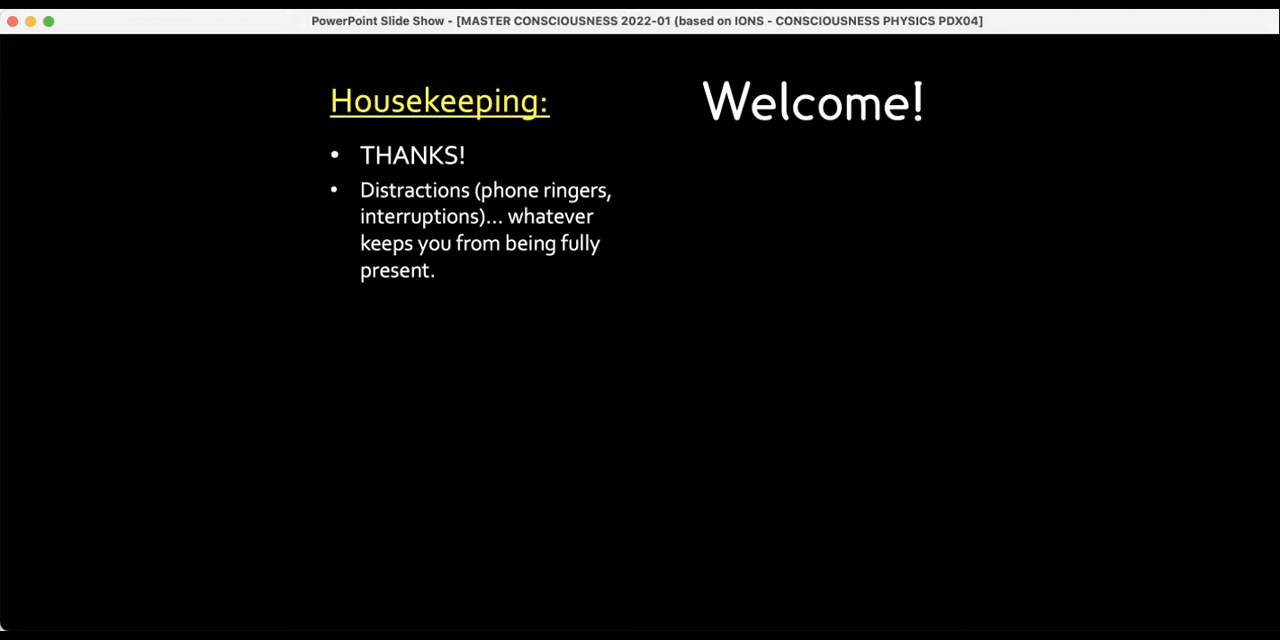 PowerPoint Slide Show - [MASTER CONSCIOUSNESS 2022-01 (based on IONS - CONSCIOUSNESS PHYSICS PDX04]
Housekeeping:
• THANKS!
• Distractions (phone ringers,
interruptions)... whatever
keeps you from being fully
present.
Welcome!